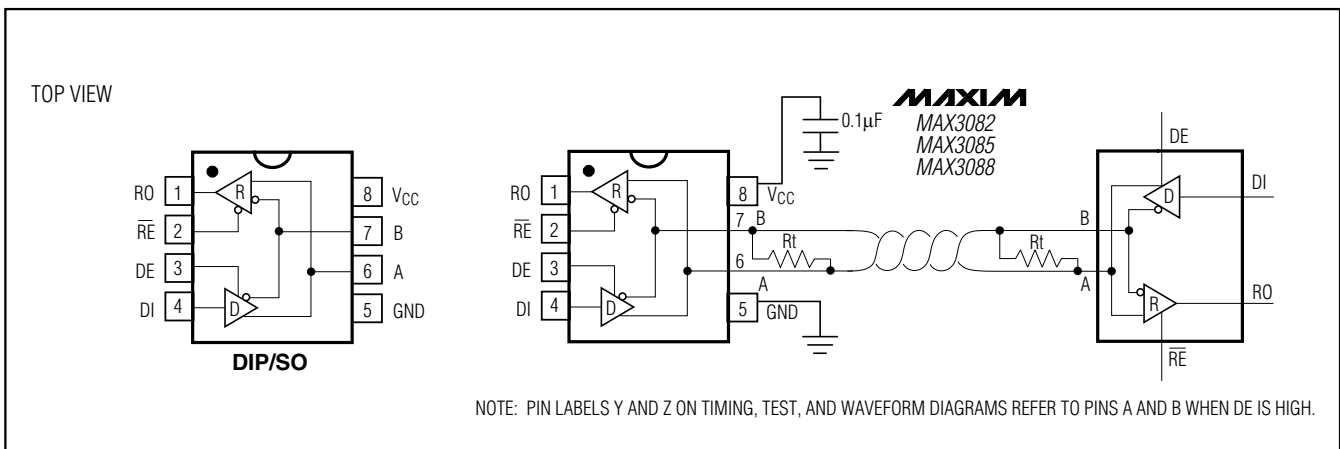 TOP VIEW
RO 1
RE 2
DE 3
DI 4
R
D
8 VCC
7 B
6 A
5 GND
DIP/SO
RO 1
RE 2
DE 3
DI 4
R
D
8 VCC
7 B
6 A
5 GND
0.1µF
Rt
MAXIM
MAX3082
MAX3085
MAX3088
Rt
B
A
DE
D
DI
R
RO
RE
NOTE: PIN LABELS Y AND Z ON TIMING, TEST, AND WAVEFORM DIAGRAMS REFER TO PINS A AND B WHEN DE IS HIGH.